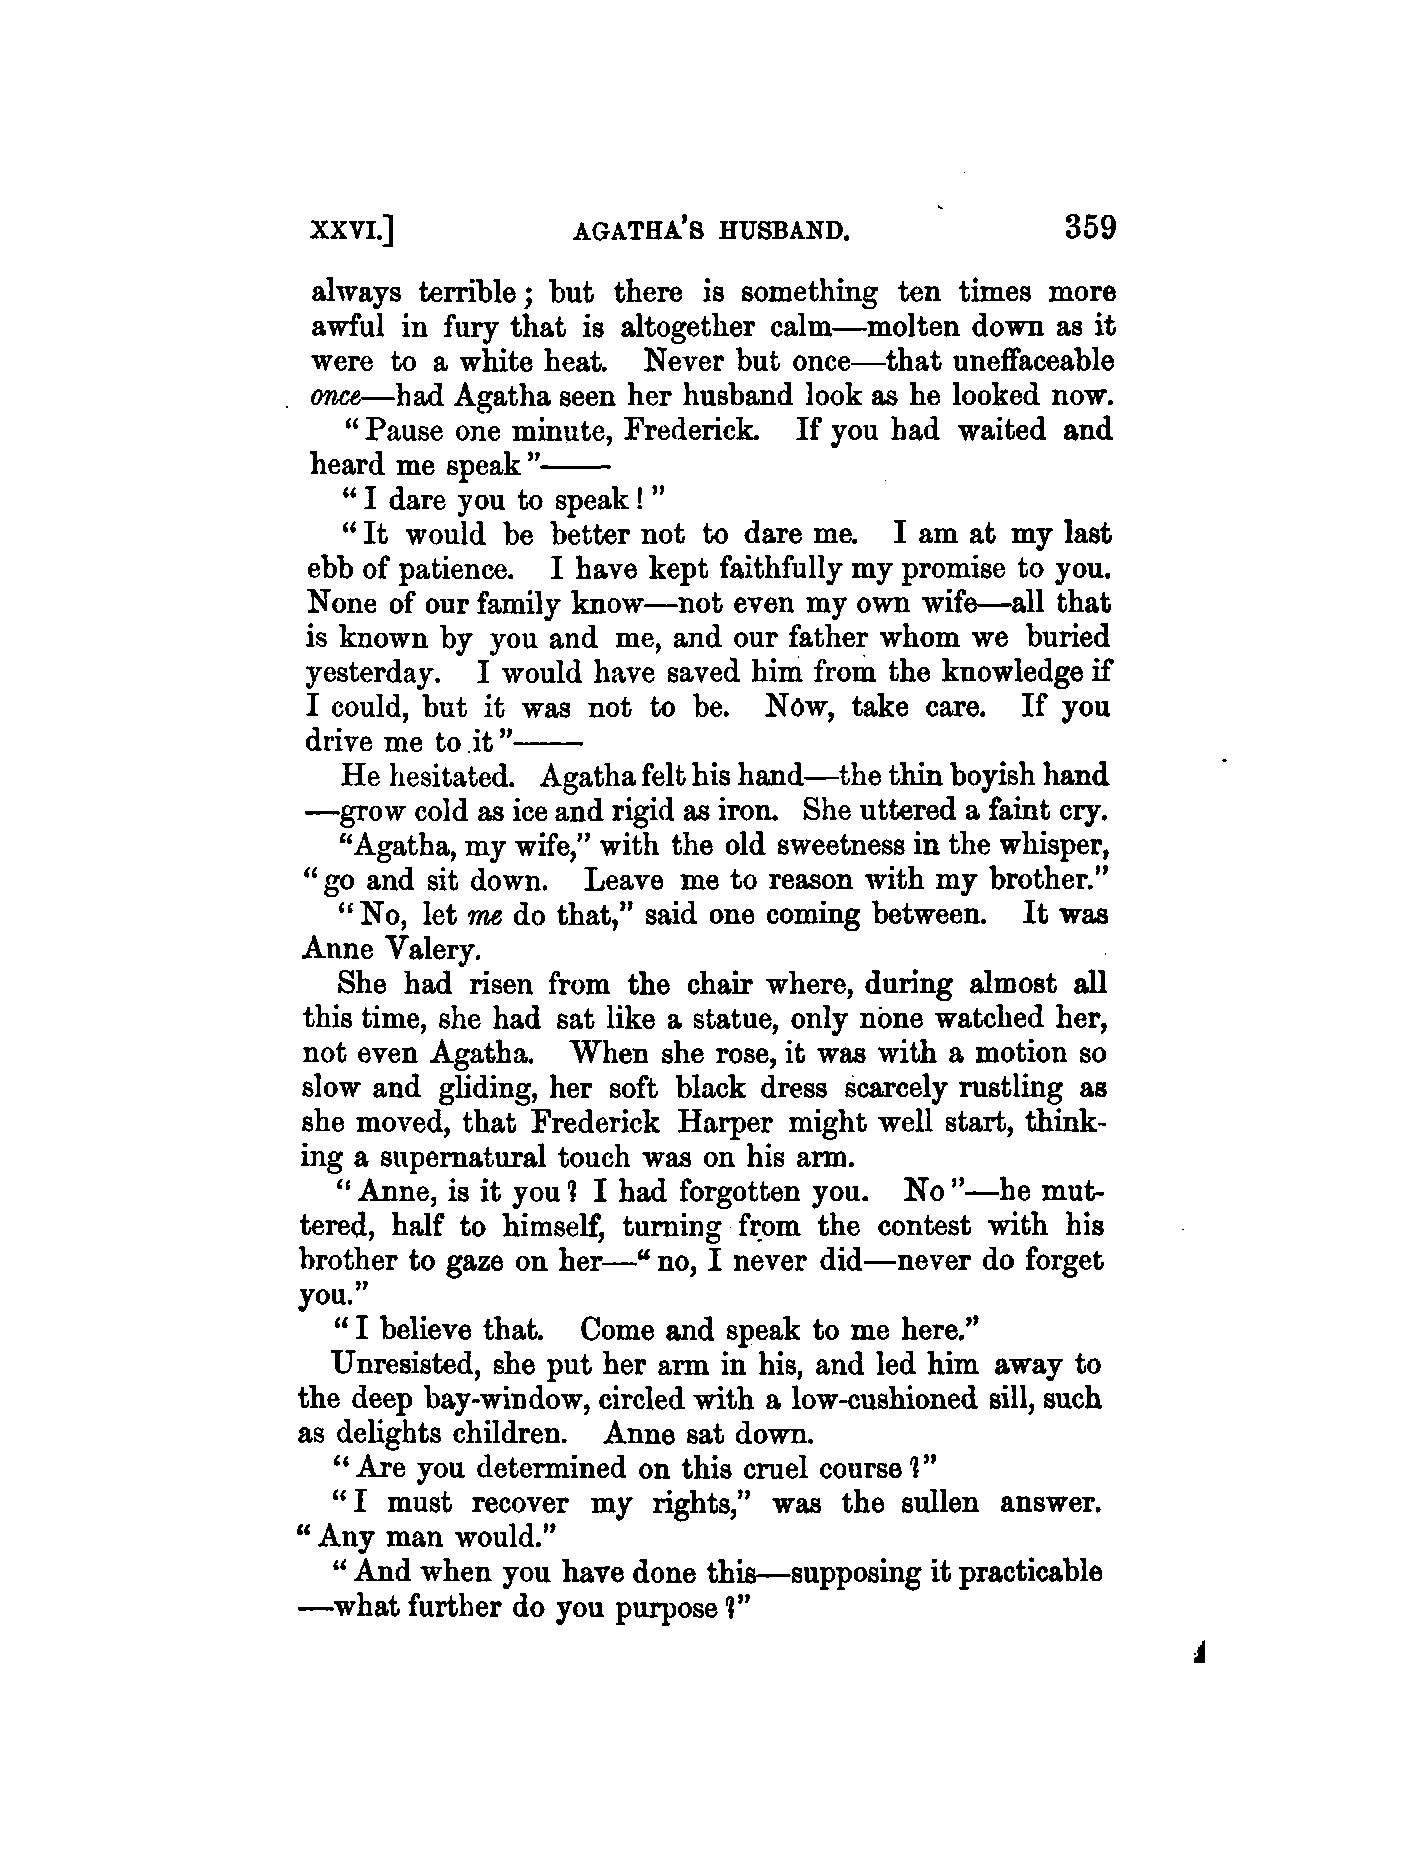 XXVI.] AGATHA'S HUSBAND. 359
always terrible; but there is something ten times more
awful in fury that is altogether calm—molten down as it
were to a white heat. Never but once—that uneffaceable
once—had Agatha seen her husband look as he looked now.
"Pause one minute, Frederick. If you had waited and
heard me speak"——
"I dare you to speak!"
"It would be better not to dare me. I am at my last
ebb of patience. I have kept faithfully my promise to you.
None of our family know—not even my own wife—all that
is known by you and me, and our father whom we buried
yesterday. I would have saved him from the knowledge if
I could, but it was not to be. Now, take care. If you
drive me to it"——
He hesitated. Agatha felt his hand—the thin boyish hand
—grow cold as ice and rigid as iron. She uttered a faint cry.
"Agatha, my wife," with the old sweetness in the whisper,
"go and sit down. Leave me to reason with my brother."
"No, let me do that," said one coming between. It was
Anne Valery.
She had risen from the chair where, during almost all
this time, she had sat like a statue, only none watched her,
not even Agatha. When she rose, it was with a motion so
slow and gliding, her soft black dress scarcely rustling as
she moved, that Frederick Harper might well start, think-
ing a supernatural touch was on his arm.
"Anne, is it you? I had forgotten you. No"—he mut-
tered, half to himself, turning from the contest with his
brother to gaze on her—"no, I never did—never do forget
you."
"I believe that. Come and speak to me here."
Unresisted, she put her arm in his, and led him away to
the deep bay-window, circled with a low-cushioned sill, such
as delights children. Anne sat down.
"Are you determined on this cruel course?"
"I must recover my rights," was the sullen answer.
"Any man would."
"And when you have done this—supposing it practicable
—what further do you purpose?"